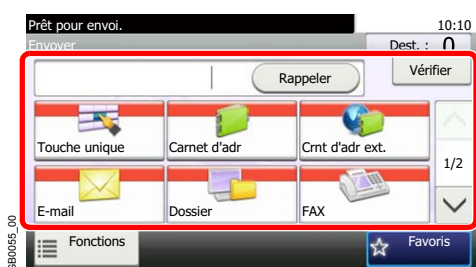 Prêt pour envoi. 10:10
Envoyer Dest. : 0
Rappeler Vérifier
Touche unique Carnet d'adr Crnt d'adr ext.
1/2
E-mail Dossier FAX
Fonctions Favoris
GB0055_00